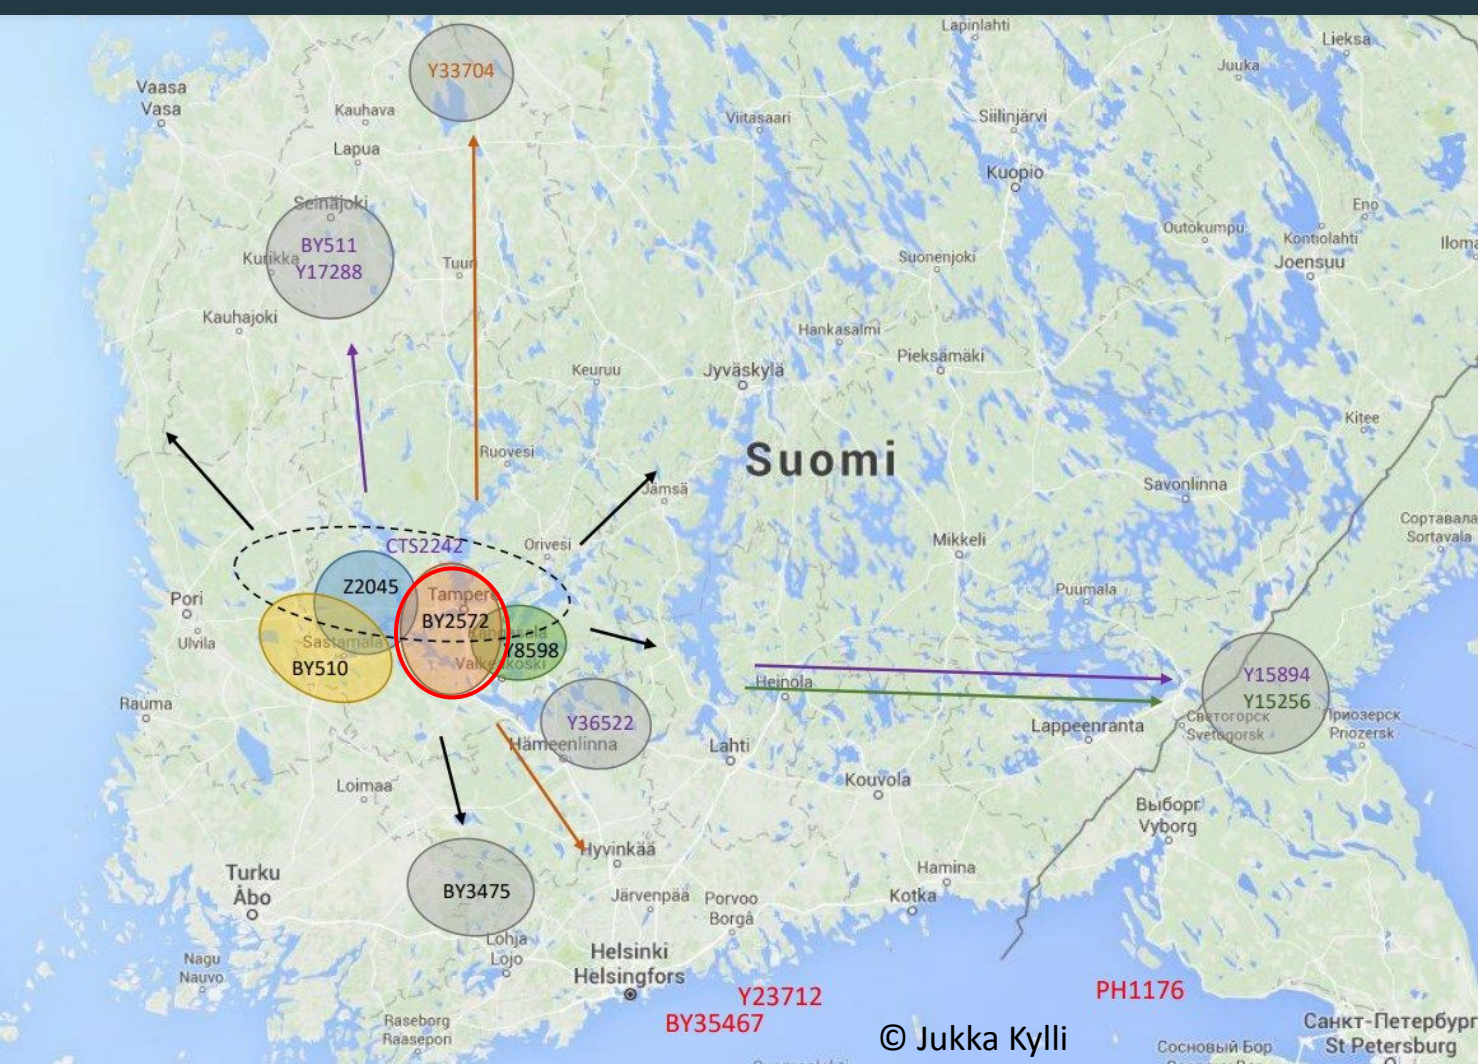 Lapinlahti
Lieksa
Y33704
Juuka
Vaasa
Vasa
Kauhava
Viitasaari
Siilinjärvi
Lapua
Kuopio
Seinäjoki
Eno
BY511
Y17288
Kurikka
Tuuri
Suonenjoki
Outokumpu
Kontiolahti
Joensuu
Iloma
Kauhajoki
Hankasalmi
Pieksämäki
Keuruu
Jyväskylä
Kitee
Ruovesi
Suomi
Jämsä
Savonlinna
Сортавала
Sortavala
CTS2242
Orivesi
Mikkeli
Z2045
Tampere
Puumala
Pori
BY2572
Ulvila
Sastamala
Kangasala
Y8598
BY510
Valkeakoski
Heinola
Y15894
Y15256
Rauma
Y36522
Lappeenranta
Светогорск
Svetogorsk
Приозерск
Priozersk
Hämeenlinna
Lahti
Loimaa
Kouvola
Выборг
Vyborg
Hyvinkää
Turku
Åbo
BY3475
Järvenpää
Porvoo
Borgå
Hamina
Kotka
Lohja
Lojo
Nagu
Nauvo
Helsinki
Helsingfors
Y23712
PH1176
BY35467
Raseborg
Raasepori
© Jukka Kylli
Сосновый Бор
Санкт-Петербург
St Petersburg